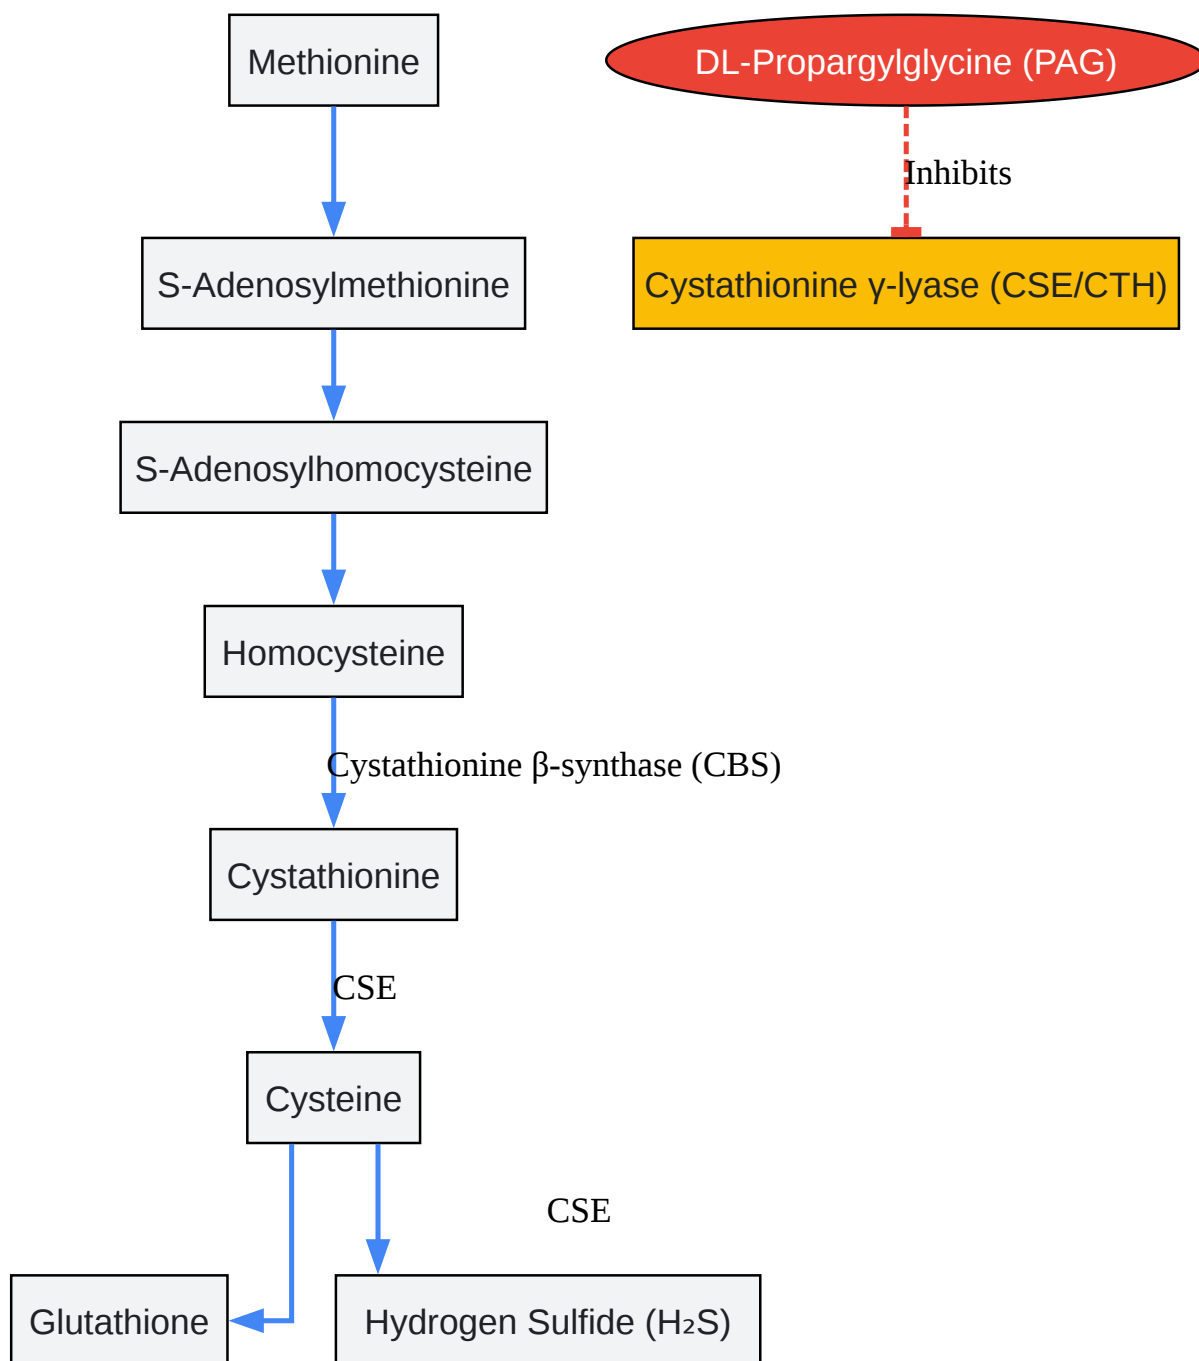 Methionine
DL-Propargylglycine (PAG)
Inhibits
S-Adenosylmethionine
Cystathionine γ-lyase (CSE/CTH)
S-Adenosylhomocysteine
Homocysteine
Cystathionine β-synthase (CBS)
Cystathionine
CSE
Cysteine
CSE
Glutathione
Hydrogen Sulfide (H₂S)